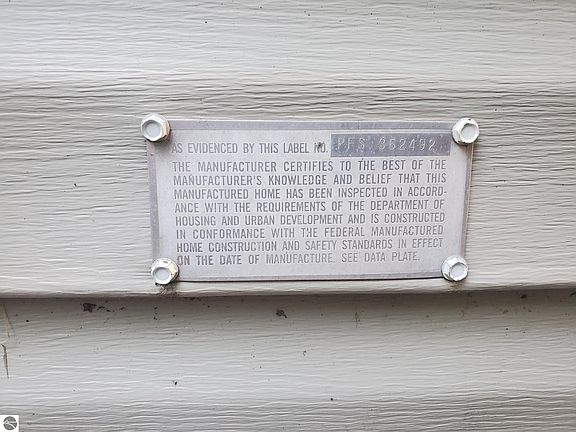 AS EVIDENCED BY THIS LABEL NO. PFS 362492
THE MANUFACTURER CERTIFIES TO THE BEST OF THE
MANUFACTURER'S KNOWLEDGE AND BELIEF THAT THIS
MANUFACTURED HOME HAS BEEN INSPECTED IN ACCORD-
ANCE WITH THE REQUIREMENTS OF THE DEPARTMENT OF
HOUSING AND URBAN DEVELOPMENT AND IS CONSTRUCTED
IN CONFORMANCE WITH THE FEDERAL MANUFACTURED
HOME CONSTRUCTION AND SAFETY STANDARDS IN EFFECT
ON THE DATE OF MANUFACTURE. SEE DATA PLATE.